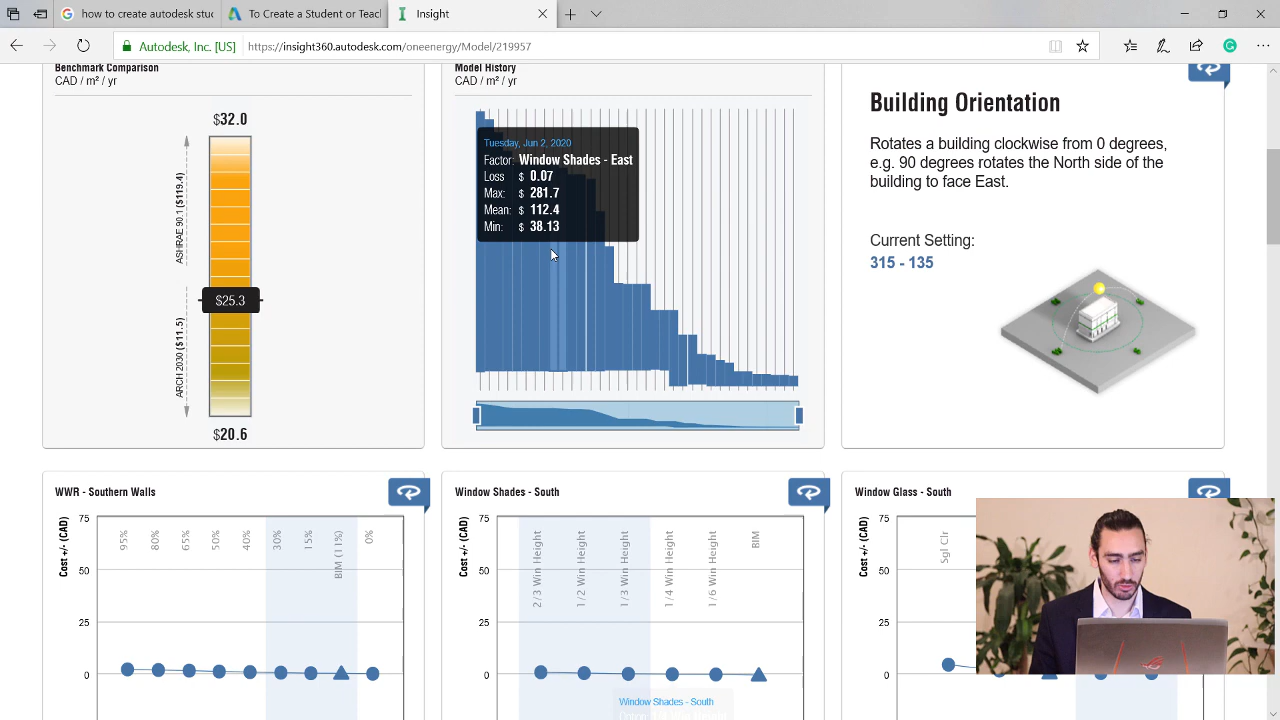 Create a Student or Teac
Insight
Autodesk, Inc. [US]
https://insight360.autodesk.com/oneenergy/Model/219957
Benchmark Comparison
CAD / m² / yr
$32.0
ASHRAE 90.1 ($119.4)
$25.3
ARCH 2030 ($11.5)
$20.6
Model History
CAD / m² / yr
Tuesday, Jun 2, 2020
Factor: Window Shades - East
Loss $ 0.07
Max: $ 281.7
Mean: $ 112.4
Min: $ 38.13
Building Orientation
Rotates a building clockwise from 0 degrees,
e.g. 90 degrees rotates the North side of the
building to face East.
Current Setting:
315 - 135
WWR - Southern Walls
Cost +/- (CAD)
75
50
25
0
95%
80%
65%
50%
40%
30%
15%
BIM (11%)
0%
Window Shades - South
Cost +/- (CAD)
75
50
25
0
2/3 Win Height
1/2 Win Height
1/3 Win Height
1/4 Win Height
1/6 Win Height
BIM
Window Shades - South
Window Glass - South
Cost +/- (CAD)
75
50
25
0
Sgl Clr